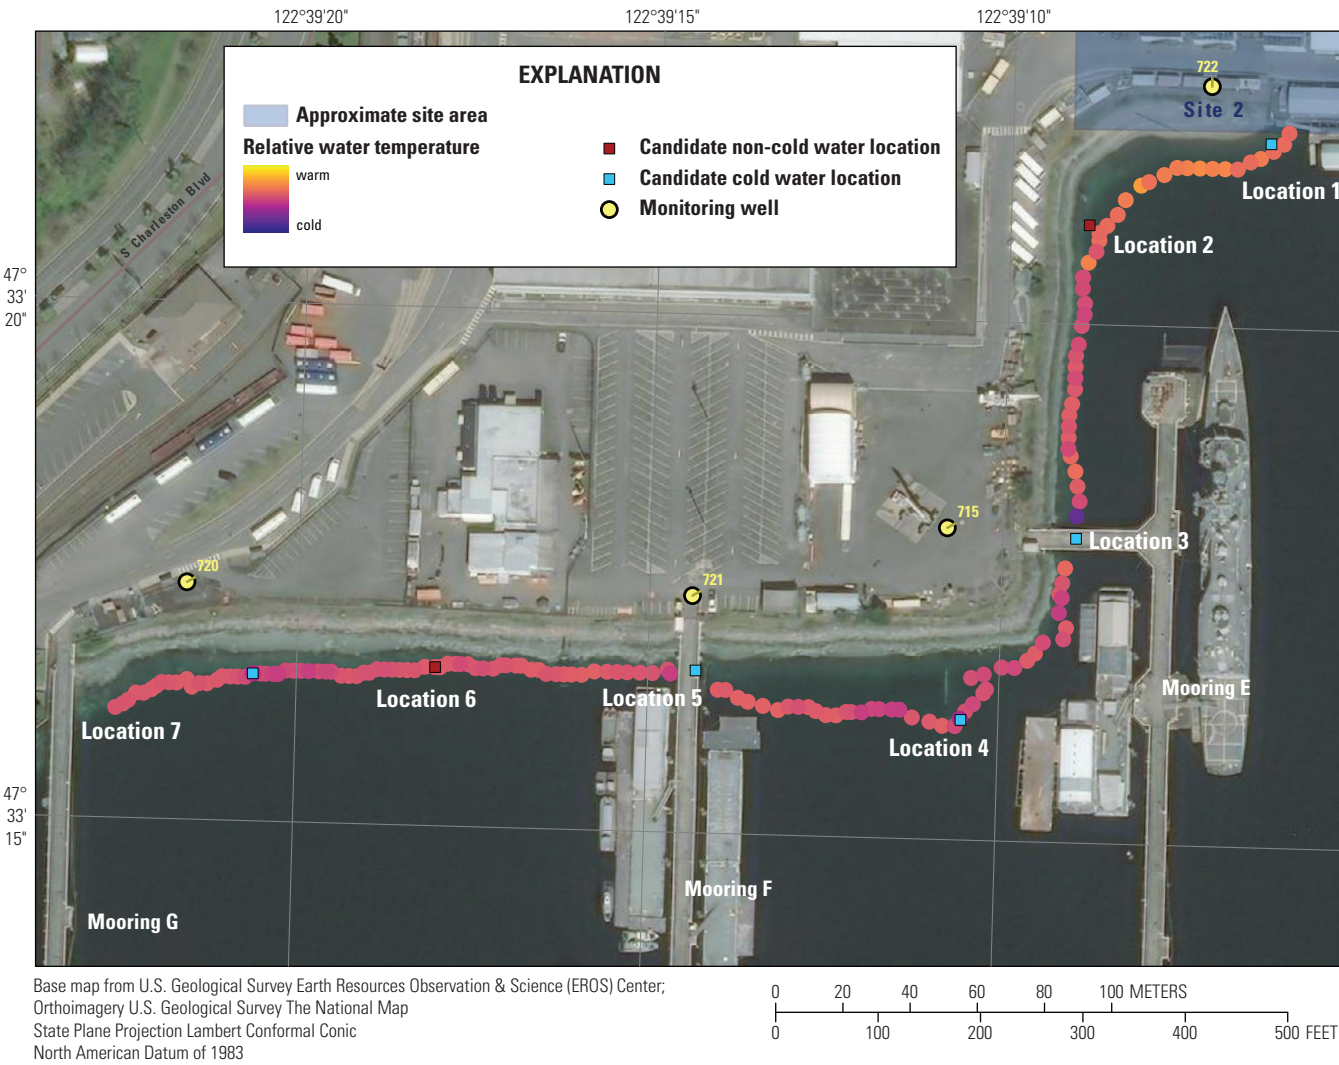 122°39'20"
122°39'15"
122°39'10"
EXPLANATION
Approximate site area
Relative water temperature
warm
cold
Candidate non-cold water location
Candidate cold water location
Monitoring well
S Charleston Blvd
722
Site 2
Location 1
Location 2
47°
33'
20"
715
Location 3
720
721
Location 7
Location 6
Location 5
Location 4
Mooring E
47°
33'
15"
Mooring G
Mooring F
Base map from U.S. Geological Survey Earth Resources Observation & Science (EROS) Center;
Orthoimagery U.S. Geological Survey The National Map
State Plane Projection Lambert Conformal Conic
North American Datum of 1983
0 20 40 60 80 100 METERS
0 100 200 300 400 500 FEET